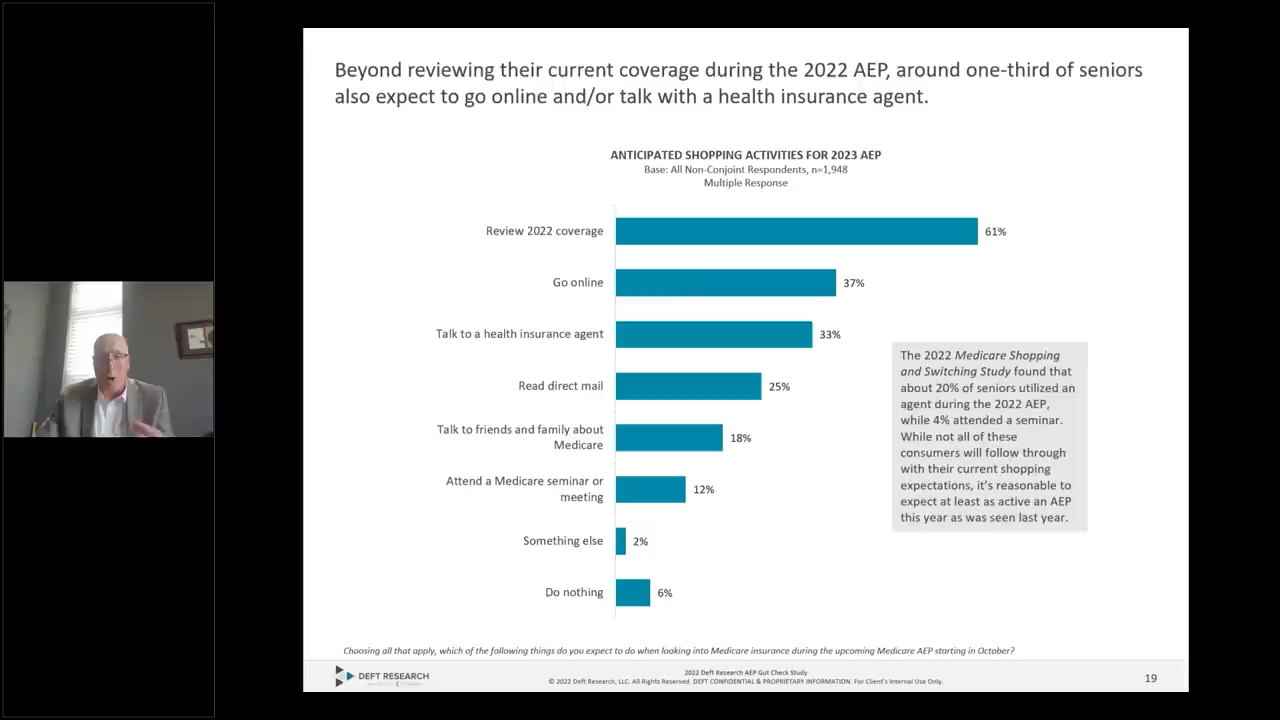 Beyond reviewing their current coverage during the 2022 AEP, around one-third of seniors
also expect to go online and/or talk with a health insurance agent.
ANTICIPATED SHOPPING ACTIVITIES FOR 2023 AEP
Base: All Non-Conjoint Respondents, n=1,948
Multiple Response
Review 2022 coverage 61%
Go online 37%
Talk to a health insurance agent 33%
Read direct mail 25%
Talk to friends and family about
Medicare 18%
Attend a Medicare seminar or
meeting 12%
Something else 2%
Do nothing 6%
The 2022 Medicare Shopping
and Switching Study found that
about 20% of seniors utilized an
agent during the 2022 AEP,
while 4% attended a seminar.
While not all of these
consumers will follow through
with their current shopping
expectations, it's reasonable to
expect at least as active an AEP
this year as was seen last year.
Choosing all that apply, which of the following things do you expect to do when looking into Medicare insurance during the upcoming Medicare AEP starting in October?
DEFT RESEARCH
2022 Deft Research AEP Gut Check Study
© 2022 Deft Research, LLC. All Rights Reserved. DEFT CONFIDENTIAL & PROPRIETARY INFORMATION. For Client's Internal Use Only.
19